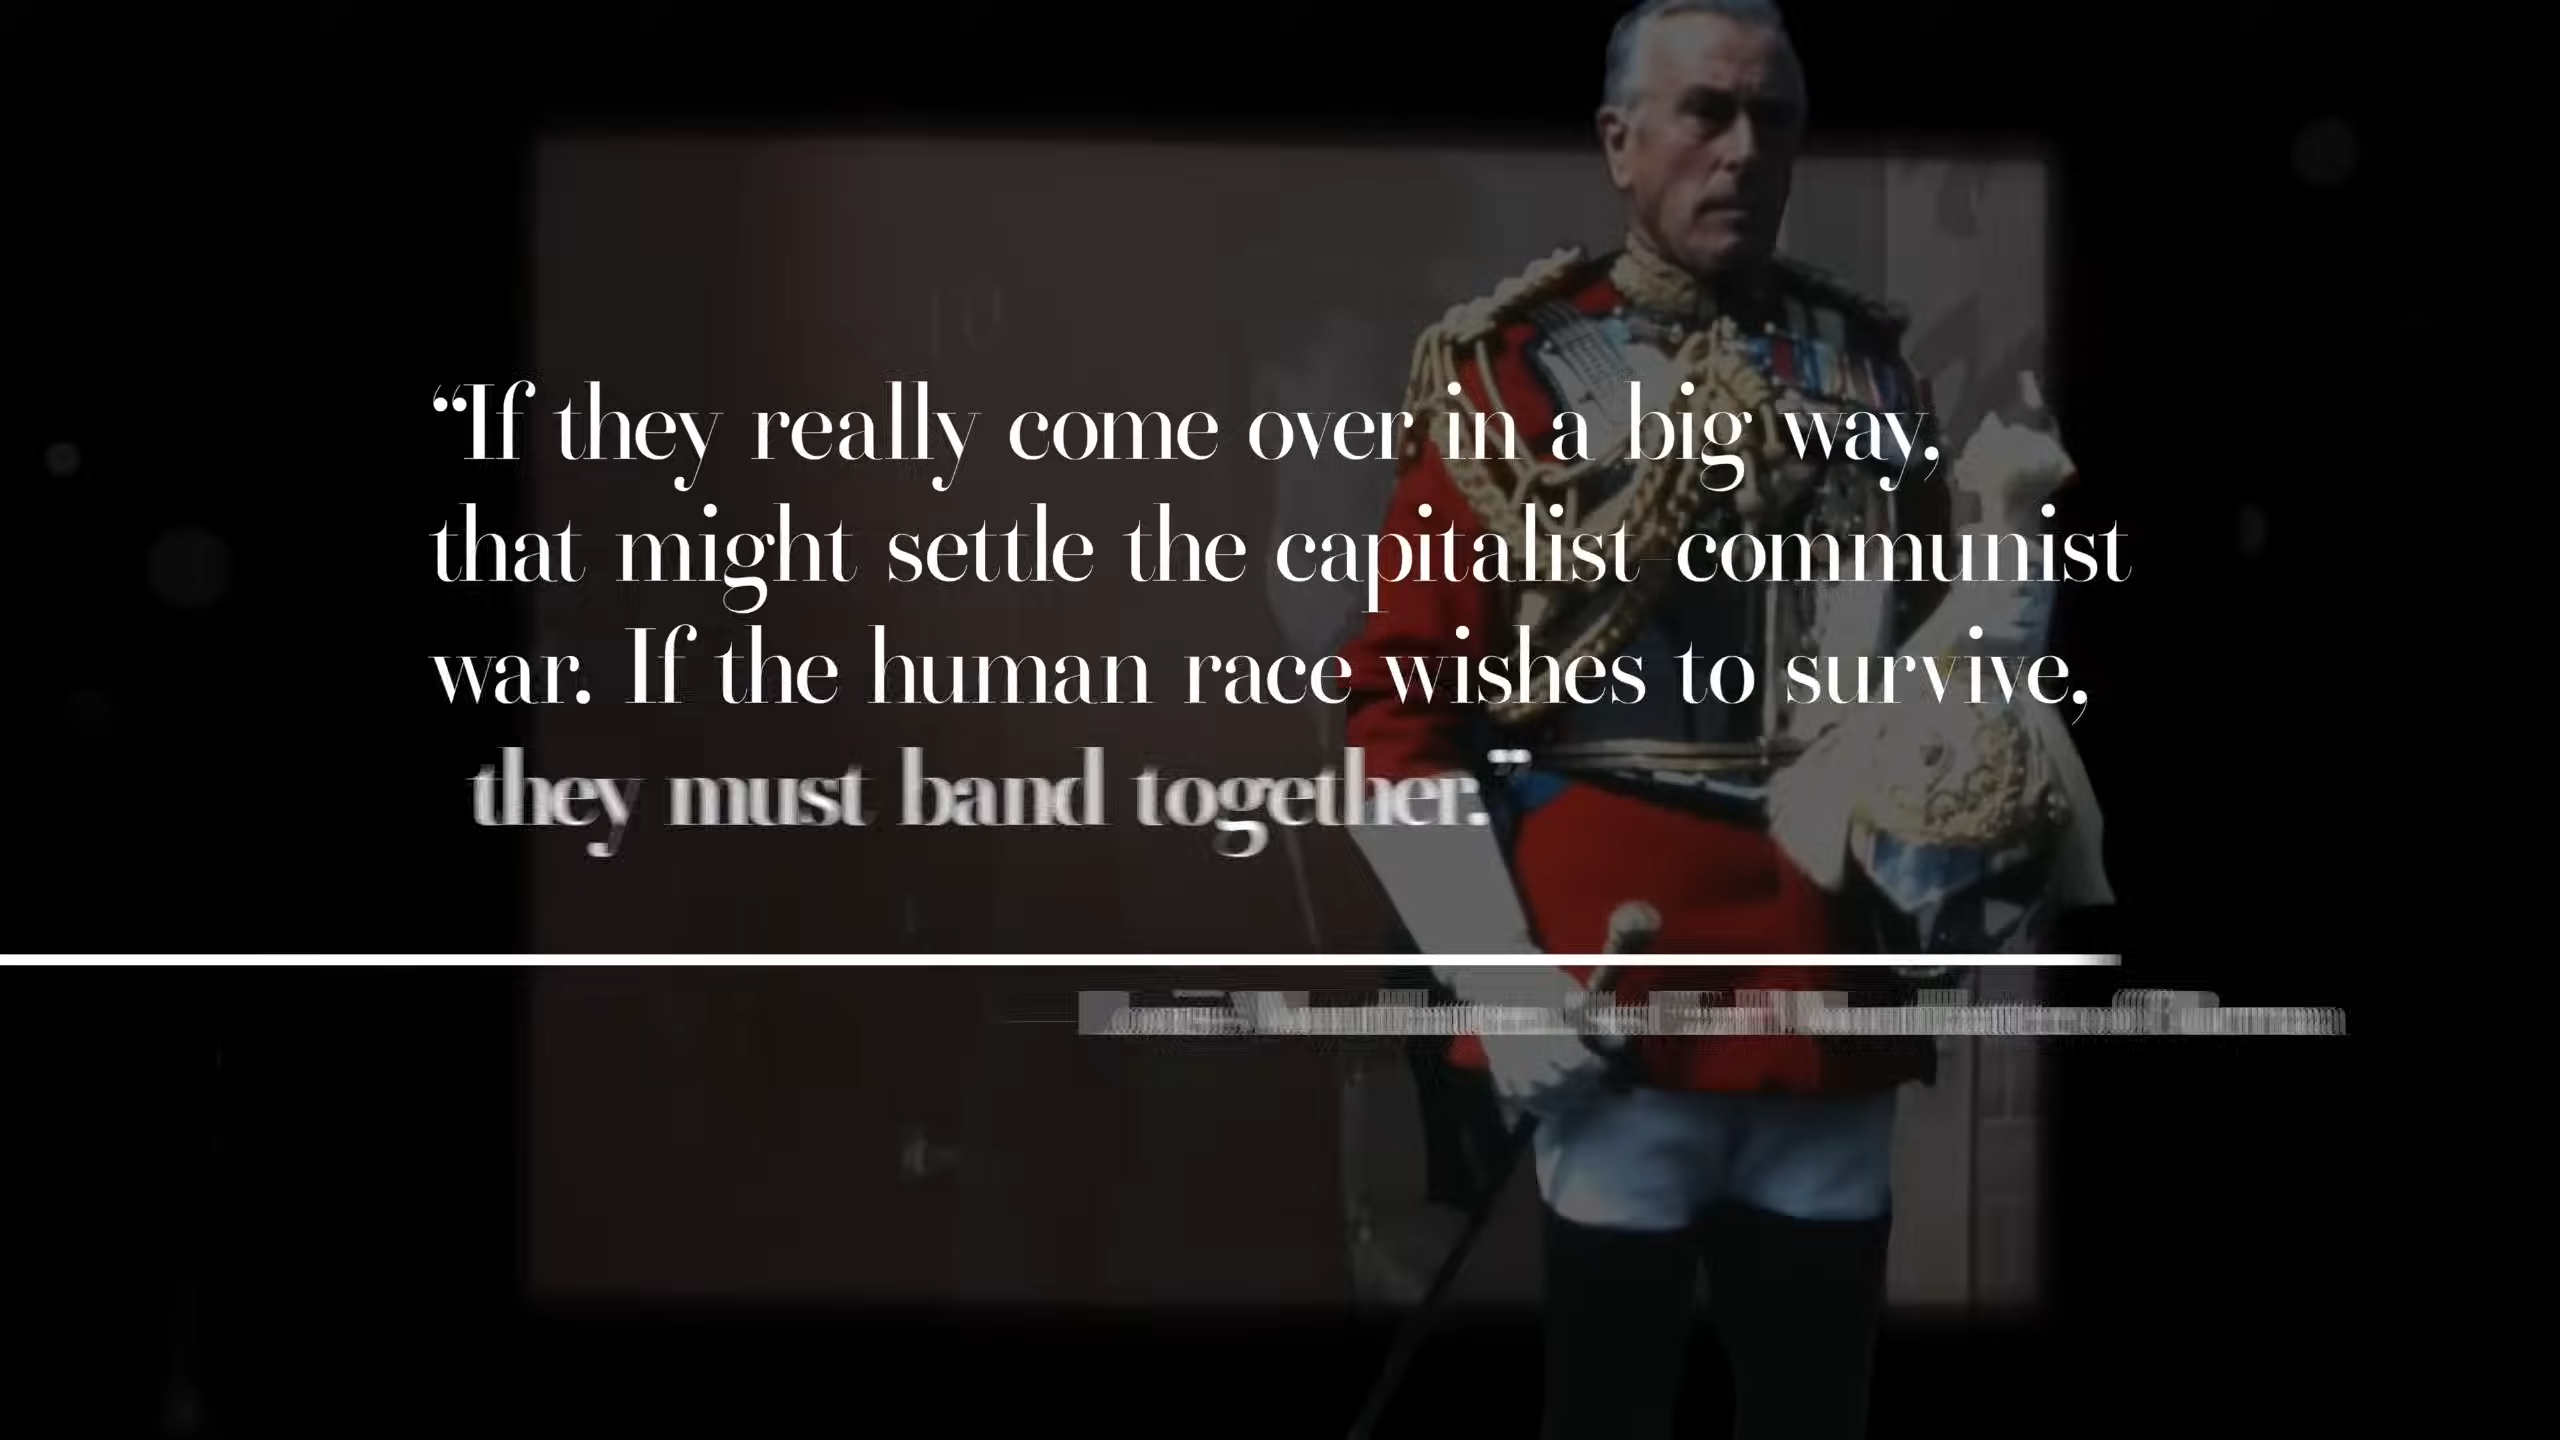 “If they really come over in a big way,
that might settle the capitalist-communist
war. If the human race wishes to survive,
they must band together.”